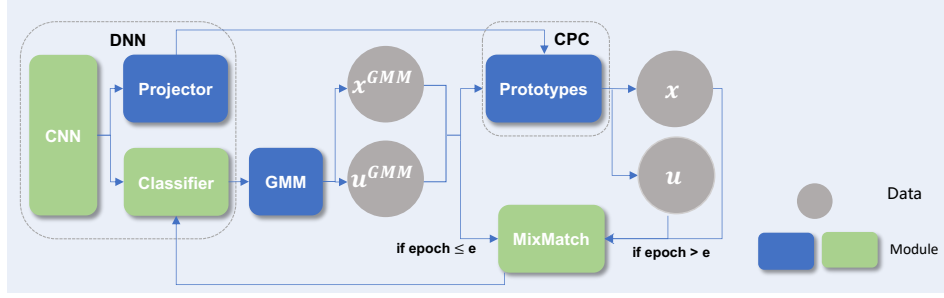 DNN
CPC
CNN
Projector
x^{GMM}
Prototypes
x
Classifier
GMM
u^{GMM}
u
Data
MixMatch
if epoch ≤ e
if epoch > e
Module